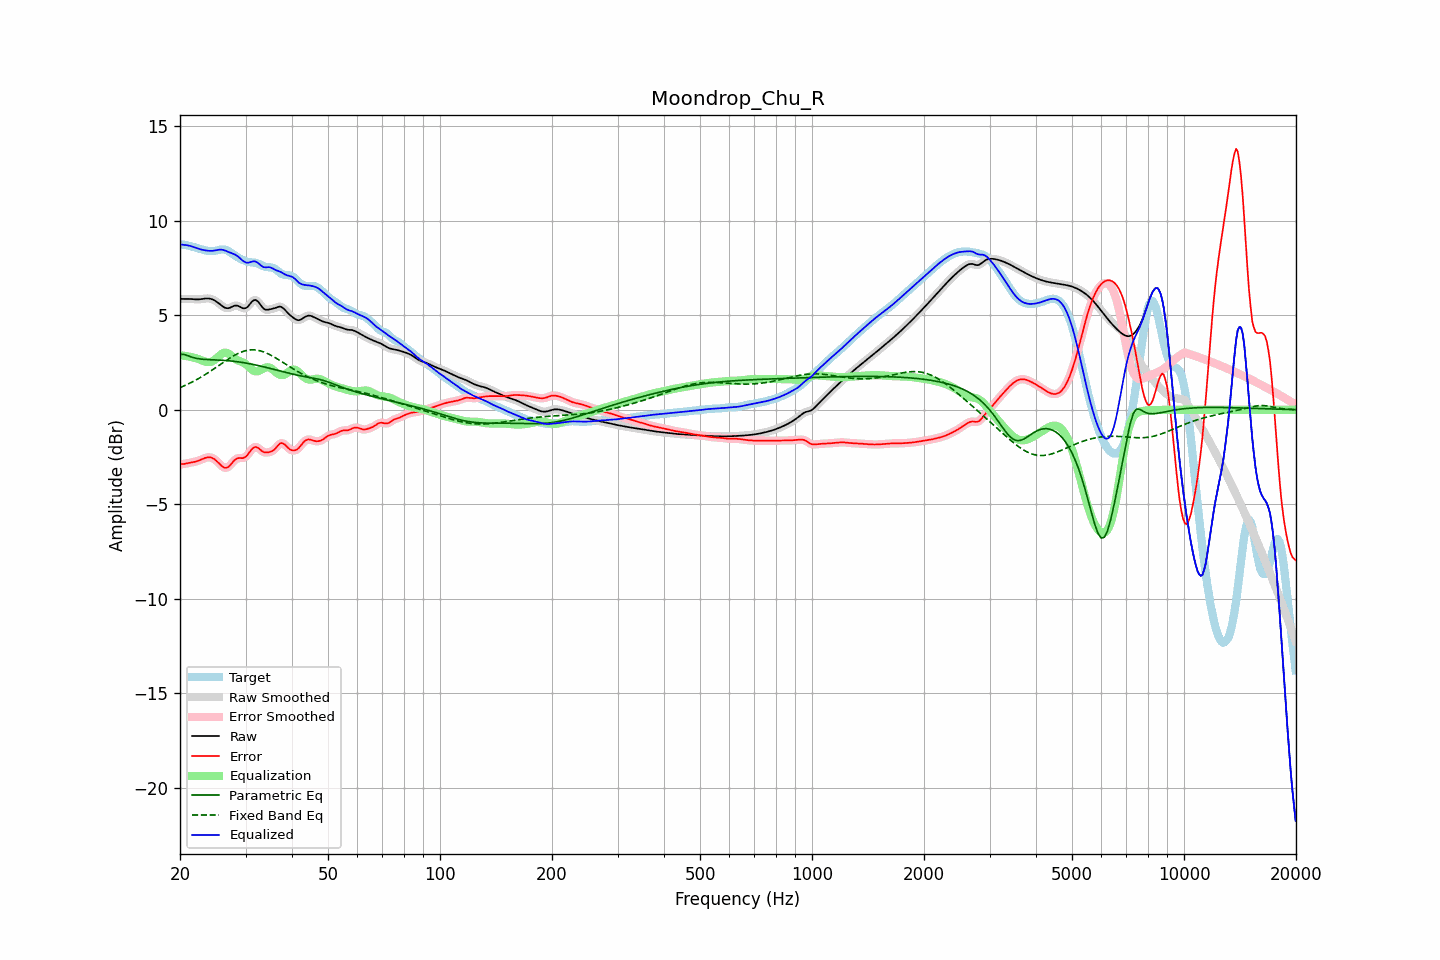 Moondrop_Chu_R
15
10
5
0
−5
−10
−15
−20
Amplitude (dBr)
Target
Raw Smoothed
Error Smoothed
Raw
Error
Equalization
Parametric Eq
Fixed Band Eq
Equalized
20 50 100 200 500 1000 2000 5000 10000 20000
Frequency (Hz)